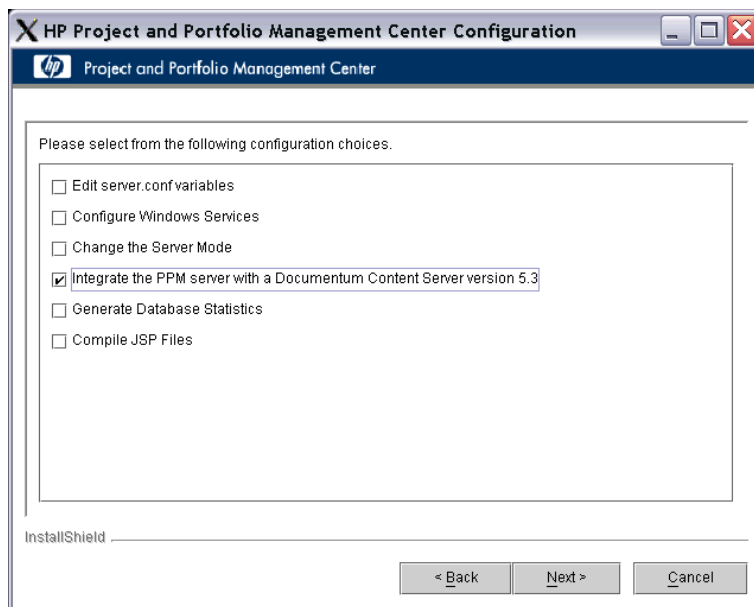 HP Project and Portfolio Management Center Configuration
hp Project and Portfolio Management Center
Please select from the following configuration choices.
Edit server.conf variables
Configure Windows Services
Change the Server Mode
Integrate the PPM server with a Documentum Content Server version 5.3
Generate Database Statistics
Compile JSP Files
InstallShield
< Back Next > Cancel